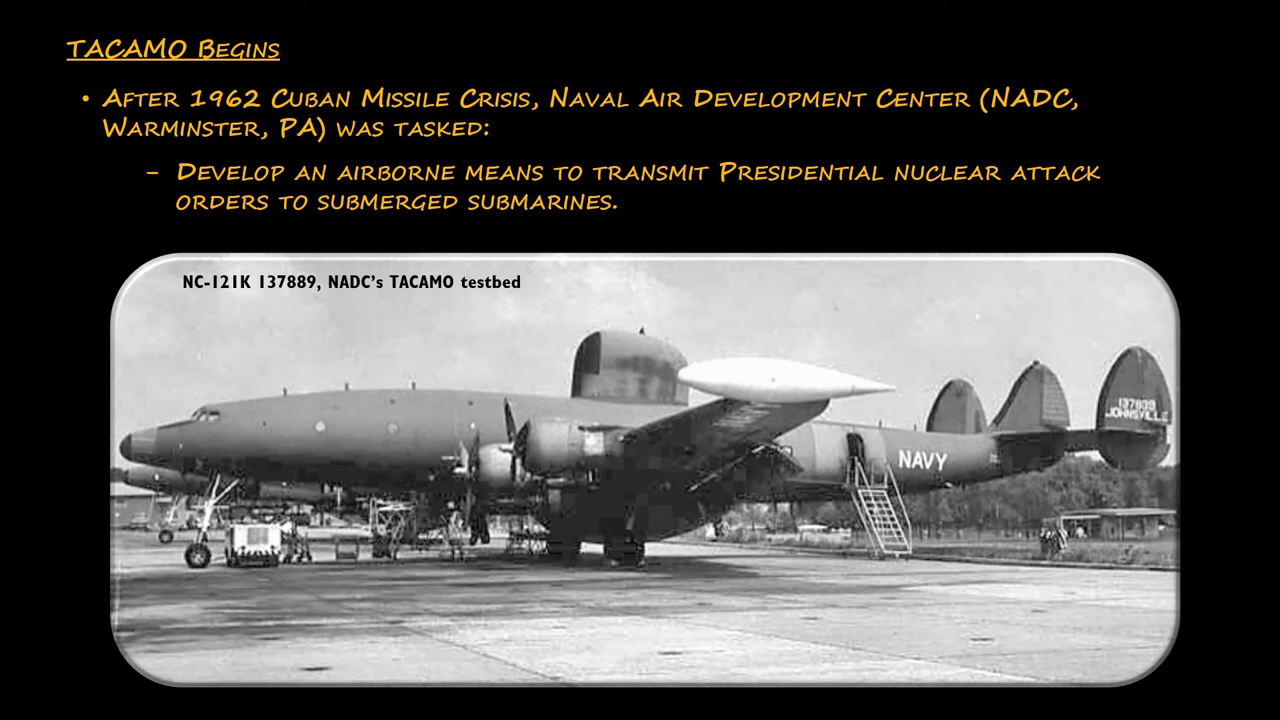 TACAMO Begins
• After 1962 Cuban Missile Crisis, Naval Air Development Center (NADC,
Warminster, PA) was tasked:
– Develop an airborne means to transmit Presidential nuclear attack
orders to submerged submarines.
NC-121K 137889, NADC's TACAMO testbed
137889
JOHNSVILLE
NAVY